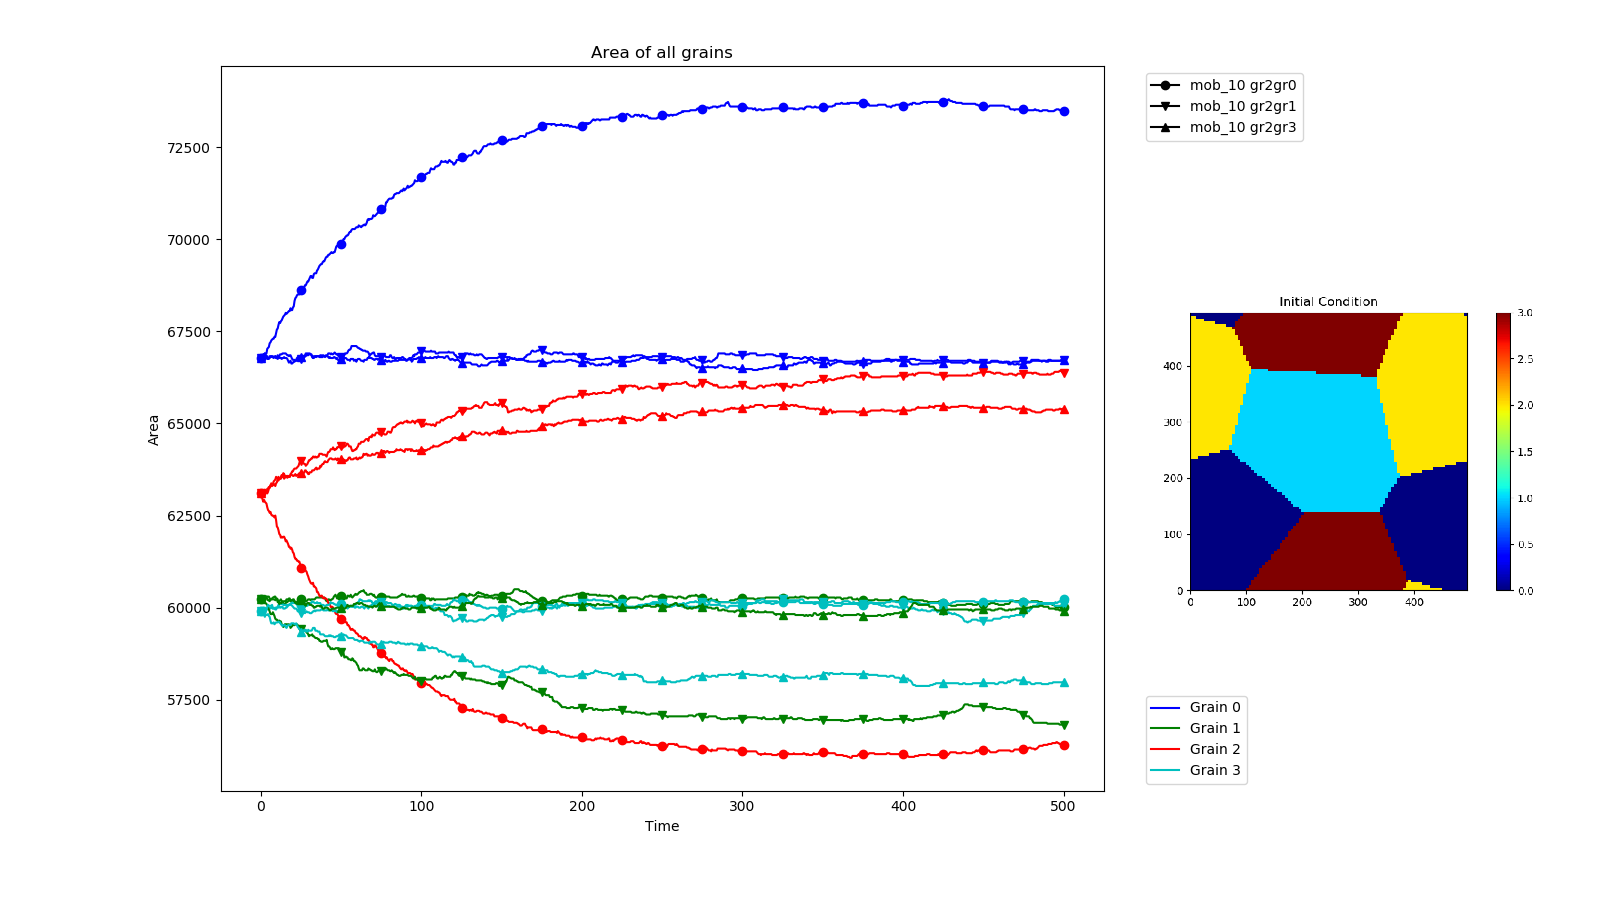 Area of all grains
Area
72500
70000
67500
65000
62500
60000
57500
0 100 200 300 400 500
Time
mob_10 gr2gr0
mob_10 gr2gr1
mob_10 gr2gr3
Initial Condition
400
300
200
100
0
0 100 200 300 400
3.0
2.5
2.0
1.5
1.0
0.5
0.0
Grain 0
Grain 1
Grain 2
Grain 3